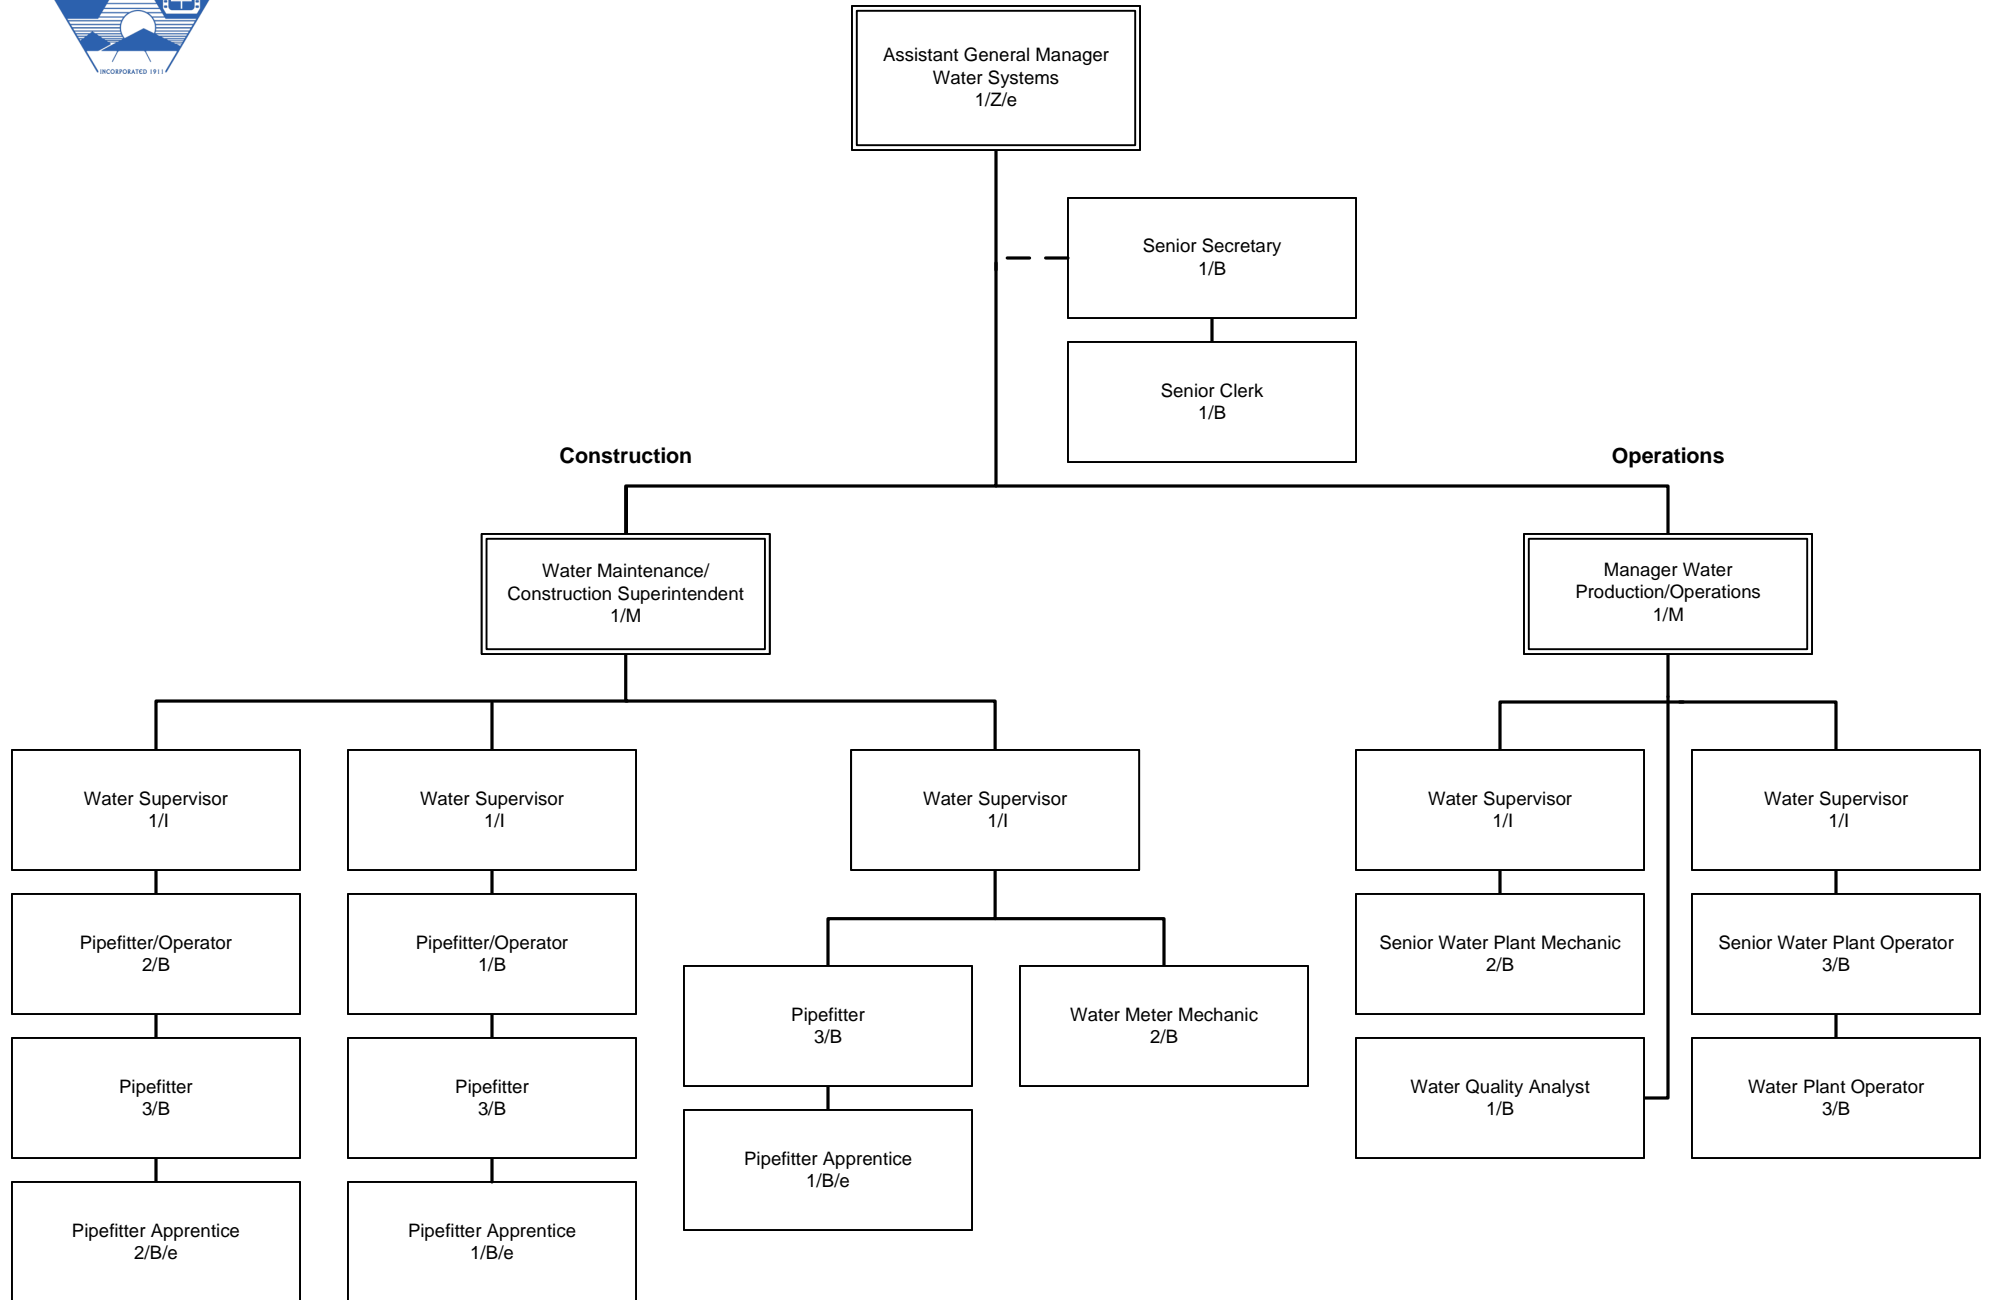 INCORPORATED 1911
Assistant General Manager
Water Systems
1/Z/e
Senior Secretary
1/B
Senior Clerk
1/B
Construction
Operations
Water Maintenance/
Construction Superintendent
1/M
Manager Water
Production/Operations
1/M
Water Supervisor
1/I
Water Supervisor
1/I
Water Supervisor
1/I
Water Supervisor
1/I
Water Supervisor
1/I
Pipefitter/Operator
2/B
Pipefitter/Operator
1/B
Pipefitter
3/B
Water Meter Mechanic
2/B
Senior Water Plant Mechanic
2/B
Senior Water Plant Operator
3/B
Pipefitter
3/B
Pipefitter
3/B
Pipefitter Apprentice
1/B/e
Water Quality Analyst
1/B
Water Plant Operator
3/B
Pipefitter Apprentice
2/B/e
Pipefitter Apprentice
1/B/e